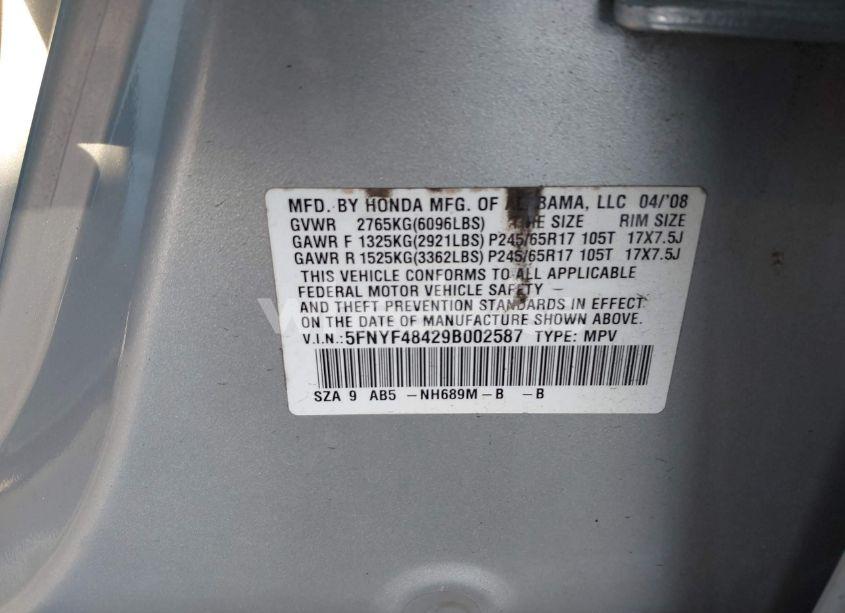 MFD. BY HONDA MFG. OF ALABAMA, LLC 04/'08
GVWR 2765KG(6096LBS) SIZE RIM SIZE
GAWR F 1325KG(2921LBS) P245/65R17 105T 17X7.5J
GAWR R 1525KG(3362LBS) P245/65R17 105T 17X7.5J
THIS VEHICLE CONFORMS TO ALL APPLICABLE
FEDERAL MOTOR VEHICLE SAFETY –
AND THEFT PREVENTION STANDARDS IN EFFECT
ON THE DATE OF MANUFACTURE SHOWN ABOVE.
V.I.N.:5FNYF48429B002587 TYPE: MPV
SZA 9 AB5 –NH689M–B –B